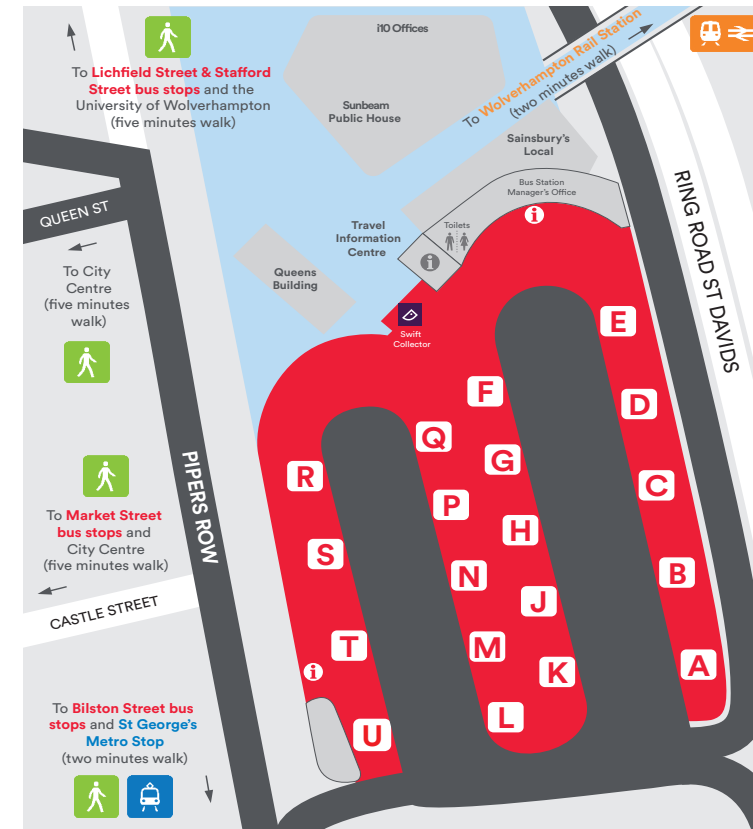 i10 Offices
To Lichfield Street & Stafford
Street bus stops and the
University of Wolverhampton
(five minutes walk)
Sunbeam
Public House
To Wolverhampton Rail Station
(two minutes walk)
Sainsbury's
Local
Bus Station
Manager's Office
RING ROAD ST DAVIDS
QUEEN ST
Travel
Information
Centre
Toilets
i
i
To City
Centre
(five minutes
walk)
Queens
Building
Swift
Collector
E
F
D
Q
G
C
R
P
H
S
N
B
J
T
M
A
K
i
L
U
PIPERS ROW
To Market Street
bus stops and
City Centre
(five minutes walk)
CASTLE STREET
To Bilston Street bus
stops and St George's
Metro Stop
(two minutes walk)